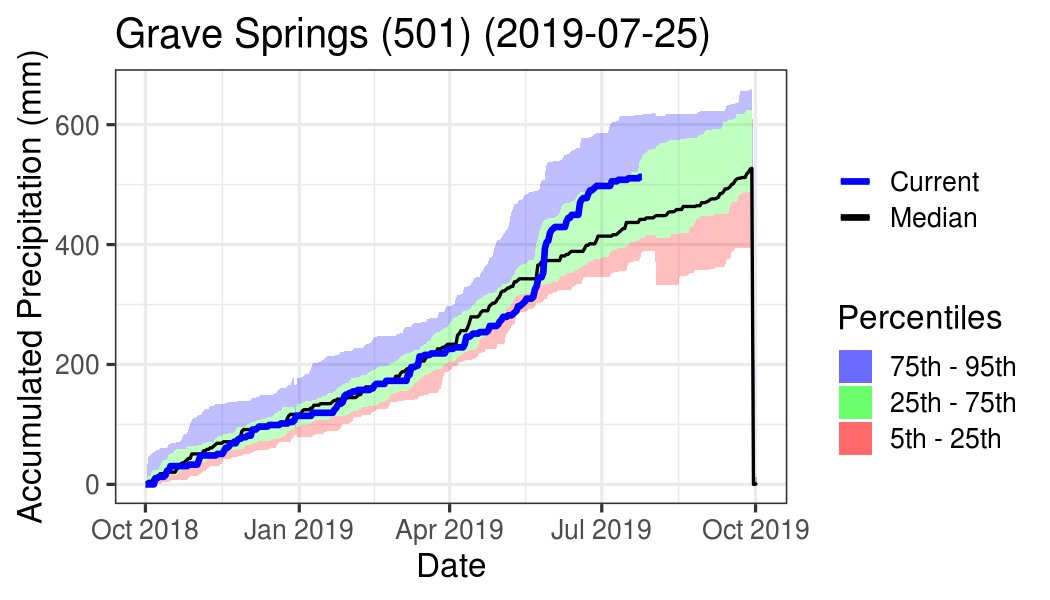 Grave Springs (501) (2019-07-25)
Accumulated Precipitation (mm)
600
400
200
0
Oct 2018
Jan 2019
Apr 2019
Jul 2019
Oct 2019
Date
Current
Median
Percentiles
75th - 95th
25th - 75th
5th - 25th